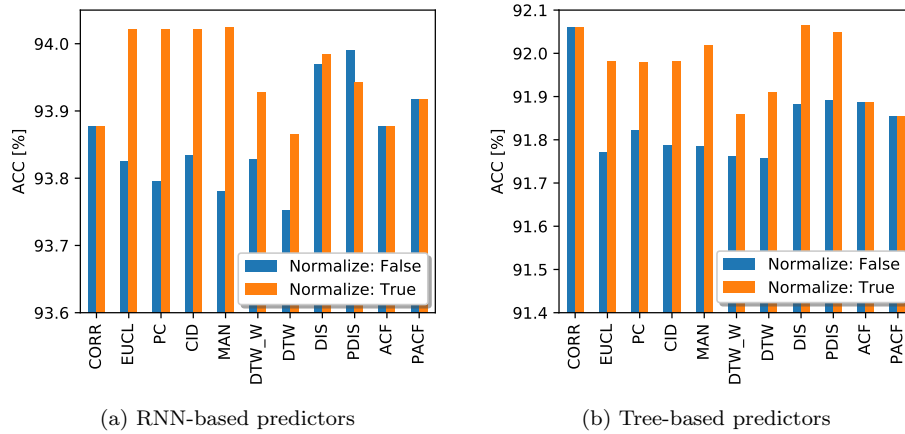 94.0
93.9
93.8
93.7
93.6
ACC [%]
Normalize: False
Normalize: True
CORR
EUCL
PC
CID
MAN
DTW_W
DTW
DIS
PDIS
ACF
PACF
(a) RNN-based predictors
92.1
92.0
91.9
91.8
91.7
91.6
91.5
91.4
ACC [%]
Normalize: False
Normalize: True
CORR
EUCL
PC
CID
MAN
DTW_W
DTW
DIS
PDIS
ACF
PACF
(b) Tree-based predictors